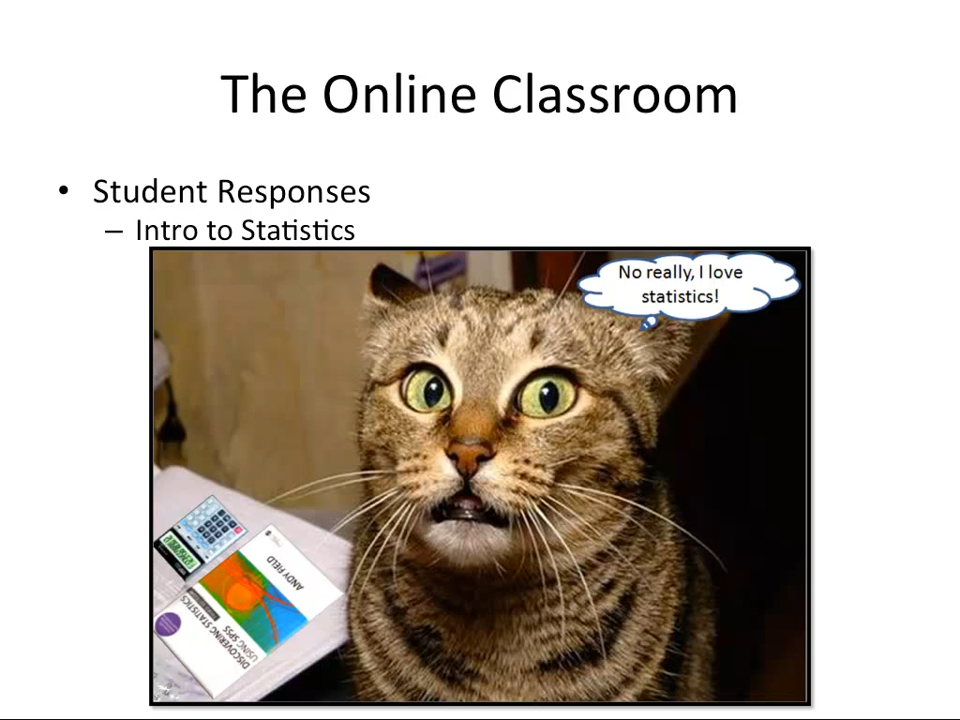 The Online Classroom
• Student Responses
– Intro to Statistics
No really, I love
statistics!
ANDY FIELD
DISCOVERING STATISTICS
USING SPSS